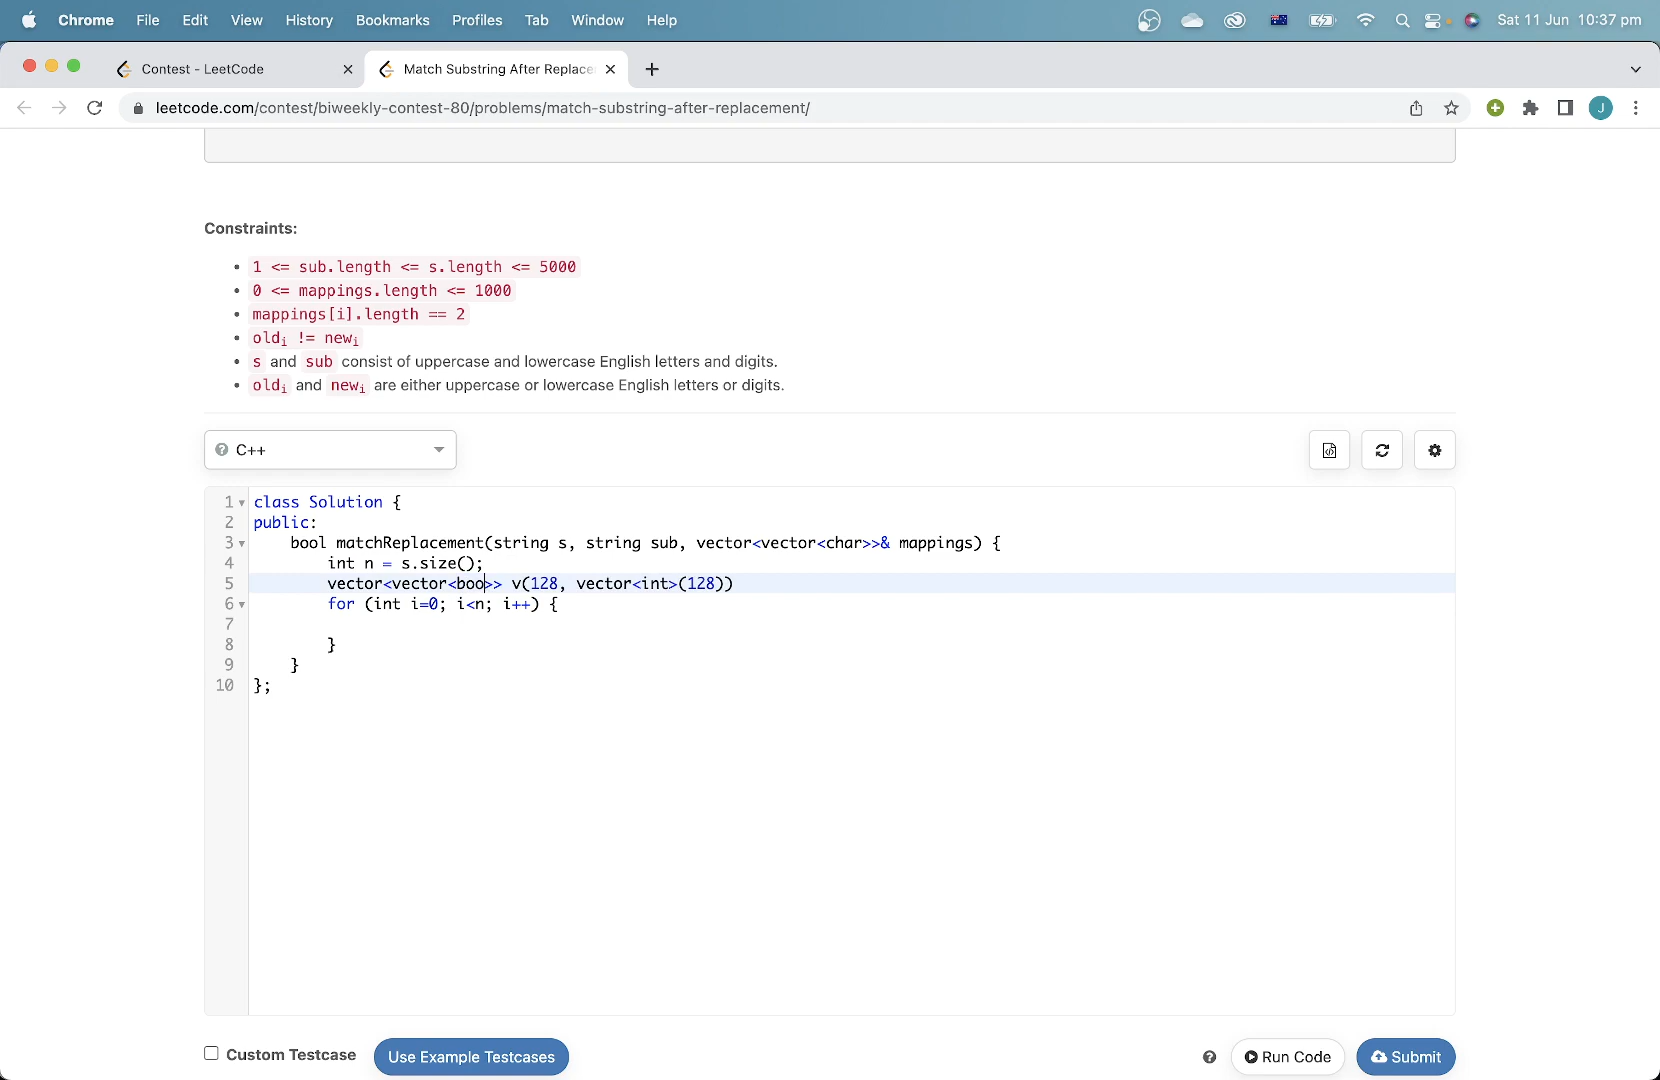 Chrome File Edit View History Bookmarks Profiles Tab Window Help Sat 11 Jun 10:37 pm
Contest - LeetCode Match Substring After Replace
leetcode.com/contest/biweekly-contest-80/problems/match-substring-after-replacement/ J
Constraints:
1 <= sub.length <= s.length <= 5000
0 <= mappings.length <= 1000
mappings[i].length == 2
oldi != newi
s and sub consist of uppercase and lowercase English letters and digits.
oldi and newi are either uppercase or lowercase English letters or digits.
C++
1 class Solution {
2 public:
3 bool matchReplacement(string s, string sub, vector<vector<char>>& mappings) {
4 int n = s.size();
5 vector<vector<boo>> v(128, vector<int>(128))
6 for (int i=0; i<n; i++) {
7
8 }
9 }
10 };
Custom Testcase Use Example Testcases Run Code Submit